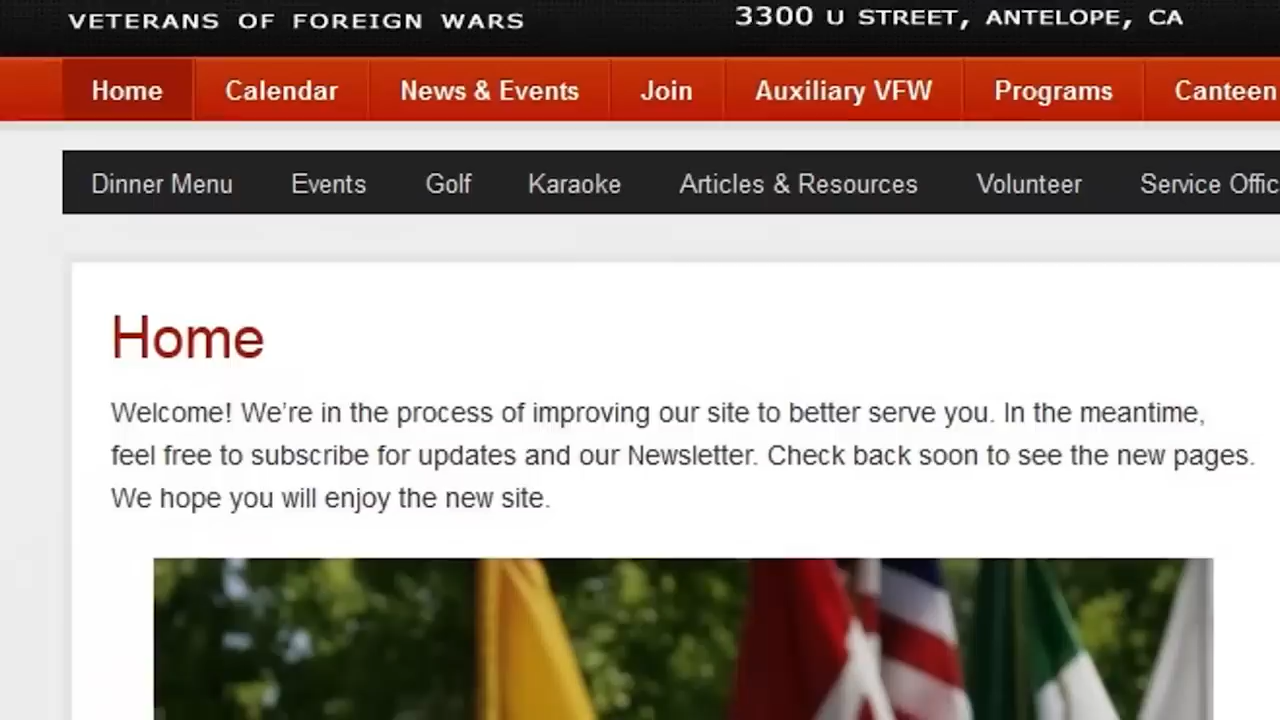 VETERANS OF FOREIGN WARS
3300 U STREET, ANTELOPE, CA
Home Calendar News & Events Join Auxiliary VFW Programs Canteen
Dinner Menu Events Golf Karaoke Articles & Resources Volunteer Service
Home
Welcome! We’re in the process of improving our site to better serve you. In the meantime,
feel free to subscribe for updates and our Newsletter. Check back soon to see the new pages.
We hope you will enjoy the new site.